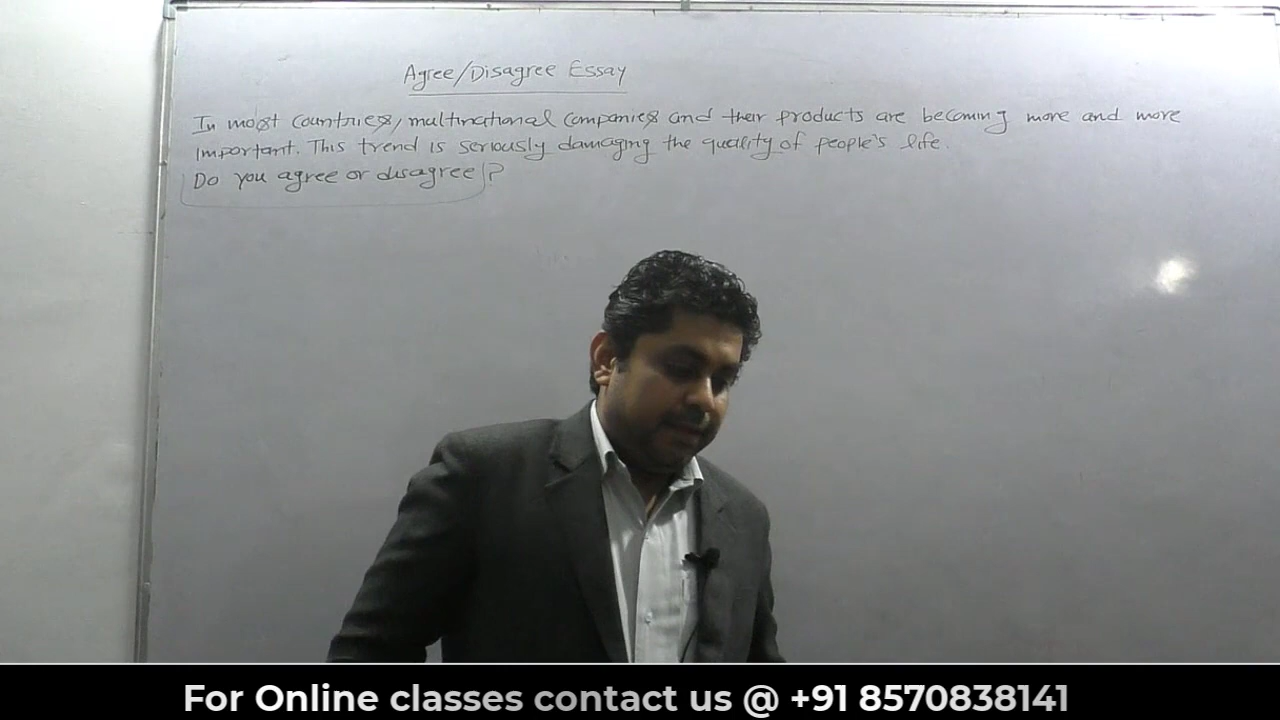 Agree/Disagree Essay
In most countries, multinational companies and their products are becoming more and more
important. This trend is seriously damaging the quality of people's life.
Do you agree or disagree?
For Online classes contact us @ +91 8570838141